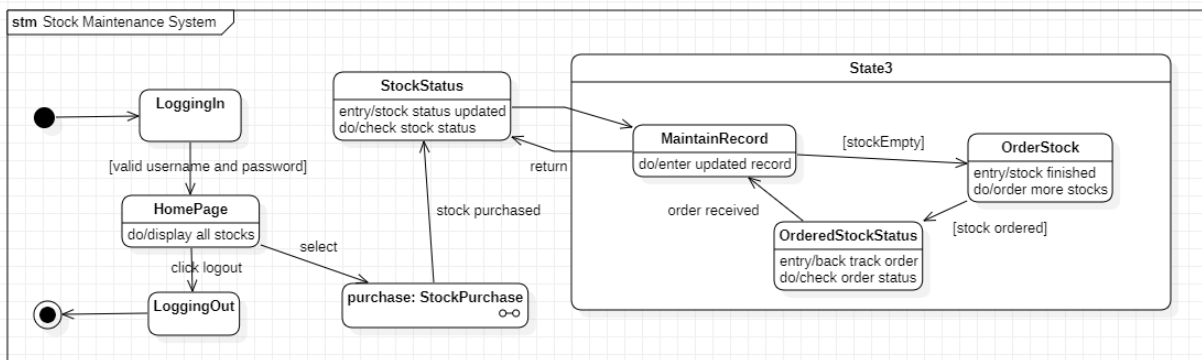 stm Stock Maintenance System
LoggingIn
[valid username and password]
HomePage
do/display all stocks
click logout
LoggingOut
select
purchase: StockPurchase
stock purchased
StockStatus
entry/stock status updated
do/check stock status
return
State3
MaintainRecord
do/enter updated record
[stockEmpty]
OrderStock
entry/stock finished
do/order more stocks
[stock ordered]
OrderedStockStatus
entry/back track order
do/check order status
order received